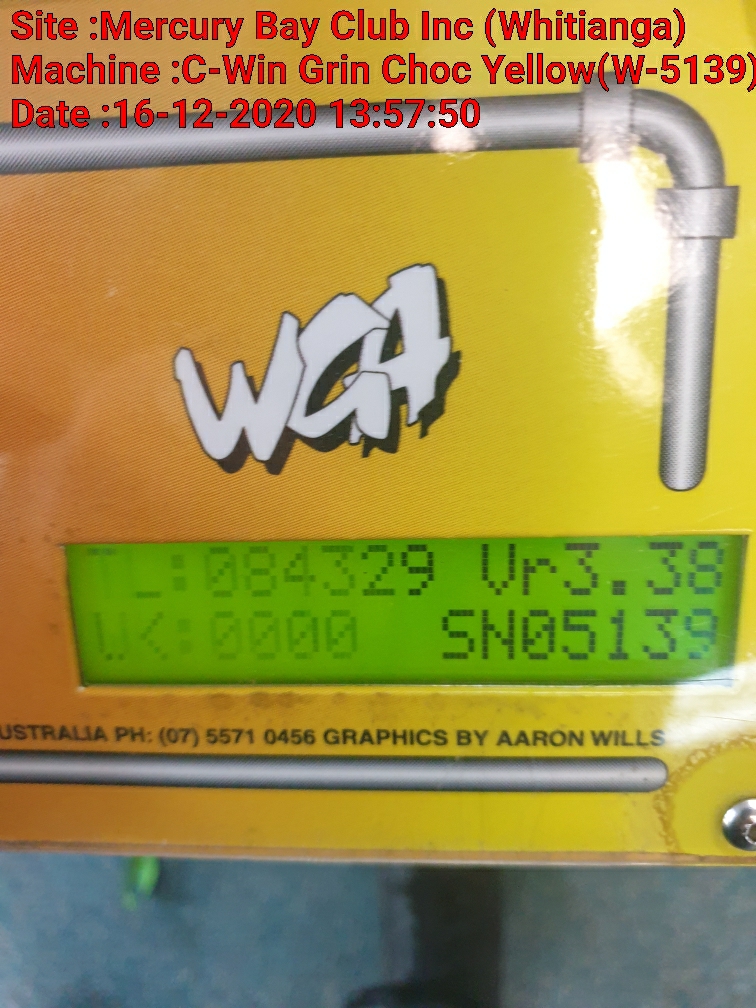 Site :Mercury Bay Club Inc (Whitianga)
Machine :C-Win Grin Choc Yellow(W-5139)
Date :16-12-2020 13:57:50
WGA
TL:084329 Vr3.38
WK:0000 SN05139
USTRALIA PH: (07) 5571 0456 GRAPHICS BY AARON WILLS